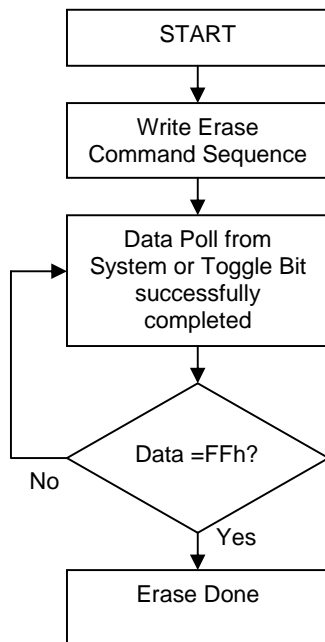 START
Write Erase
Command Sequence
Data Poll from
System or Toggle Bit
successfully
completed
Data =FFh?
No
Yes
Erase Done